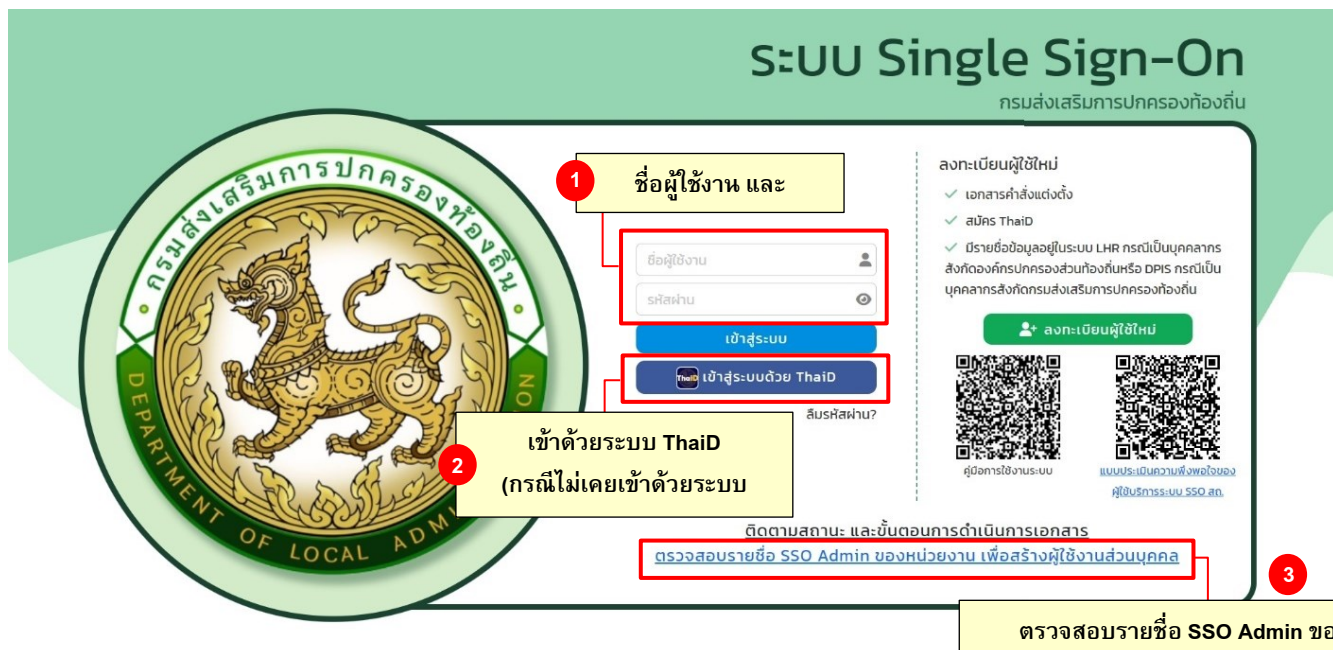 ระบบ Single Sign-On
กรมส่งเสริมการปกครองท้องถิ่น
กรมส่งเสริมการปกครองท้องถิ่น
DEPARTMENT OF LOCAL ADM
ON
1
ชื่อผู้ใช้งาน และ
ชื่อผู้ใช้งาน
รหัสผ่าน
เข้าสู่ระบบ
ThaiD
เข้าสู่ระบบด้วย ThaiD
ลืมรหัสผ่าน?
2
เข้าด้วยระบบ ThaiD
(กรณีไม่เคยเข้าด้วยระบบ
ลงทะเบียนผู้ใช้ใหม่
เอกสารคำสั่งแต่งตั้ง
สมัคร ThaiD
มีรายชื่อข้อมูลอยู่ในระบบ LHR กรณีเป็นบุคคลากร
สังกัดองค์กรปกครองส่วนท้องถิ่นหรือ DPIS กรณีเป็น
บุคคลากรสังกัดกรมส่งเสริมการปกครองท้องถิ่น
ลงทะเบียนผู้ใช้ใหม่
คู่มือการใช้งานระบบ
แบบประเมินความพึงพอใจของ
ผู้ใช้บริการระบบ SSO สถ.
ติดตามสถานะ และขั้นตอนการดำเนินการเอกสาร
ตรวจสอบรายชื่อ SSO Admin ของหน่วยงาน เพื่อสร้างผู้ใช้งานส่วนบุคคล
3
ตรวจสอบรายชื่อ SSO Admin ขอ